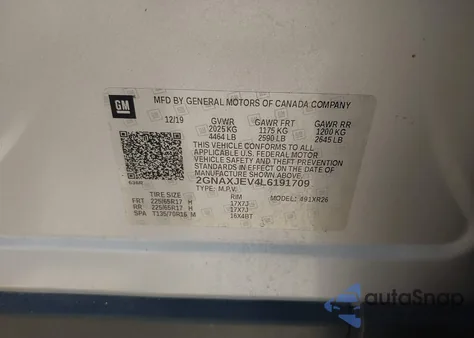 GM MFD BY GENERAL MOTORS OF CANADA COMPANY
12/19 GVWR GAWR FRT GAWR RR
2025 KG 1175 KG 1200 KG
4464 LB 2590 LB 2645 LB
THIS VEHICLE CONFORMS TO ALL
APPLICABLE U.S. FEDERAL MOTOR
VEHICLE SAFETY AND THEFT
PREVENTION STANDARDS IN EFFECT ON
THE DATE OF MANUFACTURE SHOWN ABOVE.
2GNAXJEV4L6191709
TYPE: M.P.V. MODEL: 491XR26
TIRE SIZE RIM
FRT 225/65R17 H 17X7J
RR 225/65R17 H 17X7J
SPA T135/70R16 M 16X4BT
autoSnap